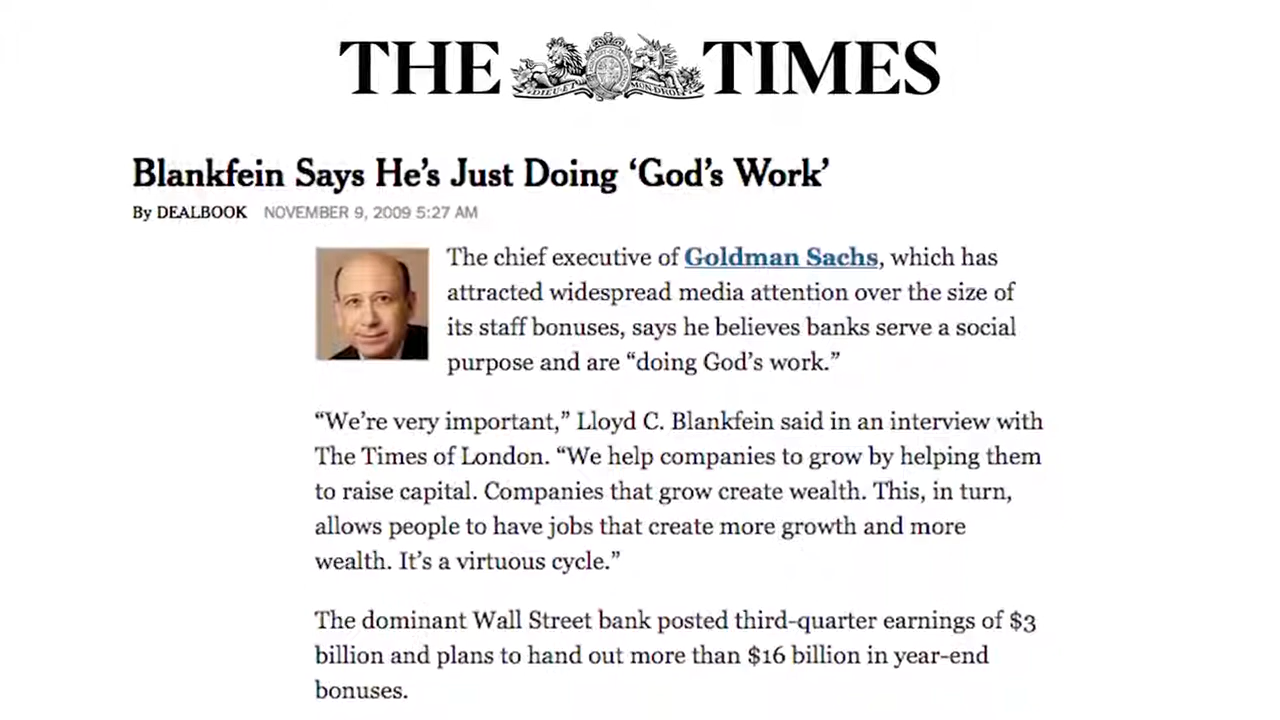 THE TIMES
DIEU ET MON DROIT
Blankfein Says He’s Just Doing ‘God’s Work’
By DEALBOOK NOVEMBER 9, 2009 5:27 AM
The chief executive of Goldman Sachs, which has
attracted widespread media attention over the size of
its staff bonuses, says he believes banks serve a social
purpose and are “doing God’s work.”
“We’re very important,” Lloyd C. Blankfein said in an interview with
The Times of London. “We help companies to grow by helping them
to raise capital. Companies that grow create wealth. This, in turn,
allows people to have jobs that create more growth and more
wealth. It’s a virtuous cycle.”
The dominant Wall Street bank posted third-quarter earnings of $3
billion and plans to hand out more than $16 billion in year-end
bonuses.